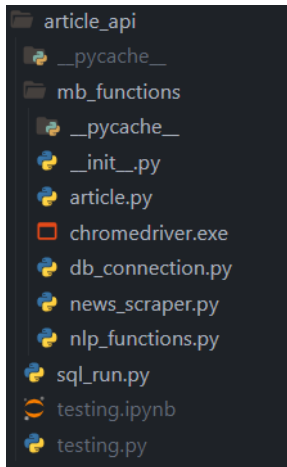 article_api
__pycache__
mb_functions
__pycache__
__init__.py
article.py
chromedriver.exe
db_connection.py
news_scraper.py
nlp_functions.py
sql_run.py
testing.ipynb
testing.py